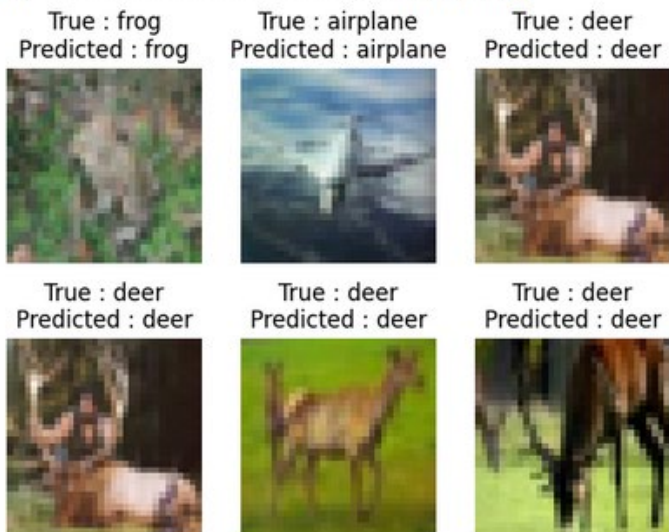 True : frog
Predicted : frog
True : airplane
Predicted : airplane
True : deer
Predicted : deer
True : deer
Predicted : deer
True : deer
Predicted : deer
True : deer
Predicted : deer